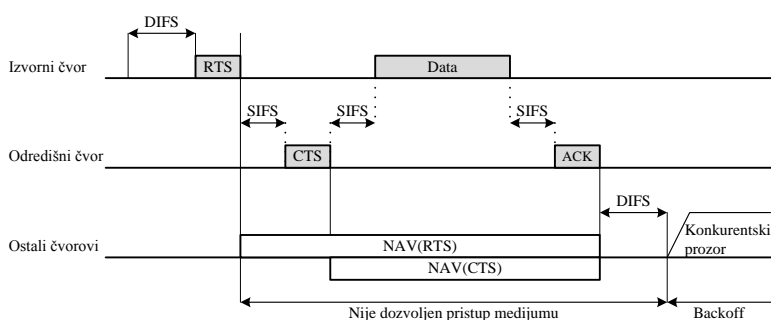 DIFS
Izvorni čvor
RTS
Data
SIFS
SIFS
SIFS
Odredišni čvor
CTS
ACK
DIFS
Ostali čvorovi
NAV(RTS)
Konkurentski
prozor
NAV(CTS)
Nije dozvoljen pristup medijumu
Backoff